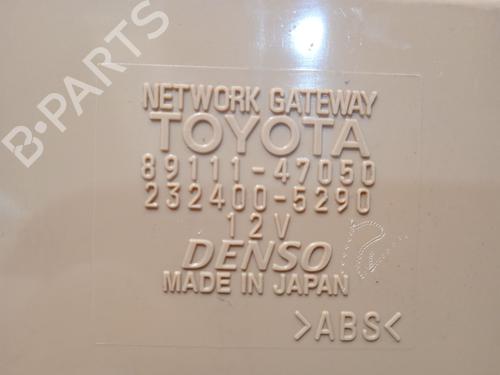 B-PARTS
NETWORK GATEWAY
TOYOTA
89111-47050
232400-5290
12V
DENSO
MADE IN JAPAN
>ABS<